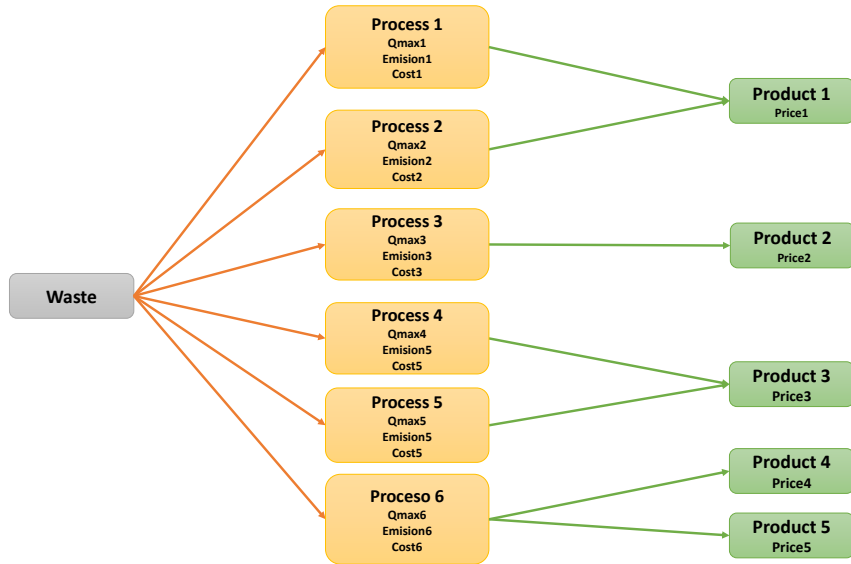 Process 1
Qmax1
Emision1
Cost1
Product 1
Price1
Process 2
Qmax2
Emision2
Cost2
Process 3
Qmax3
Emision3
Cost3
Product 2
Price2
Waste
Process 4
Qmax4
Emision5
Cost5
Product 3
Price3
Process 5
Qmax5
Emision5
Cost5
Product 4
Price4
Proceso 6
Qmax6
Emision6
Cost6
Product 5
Price5